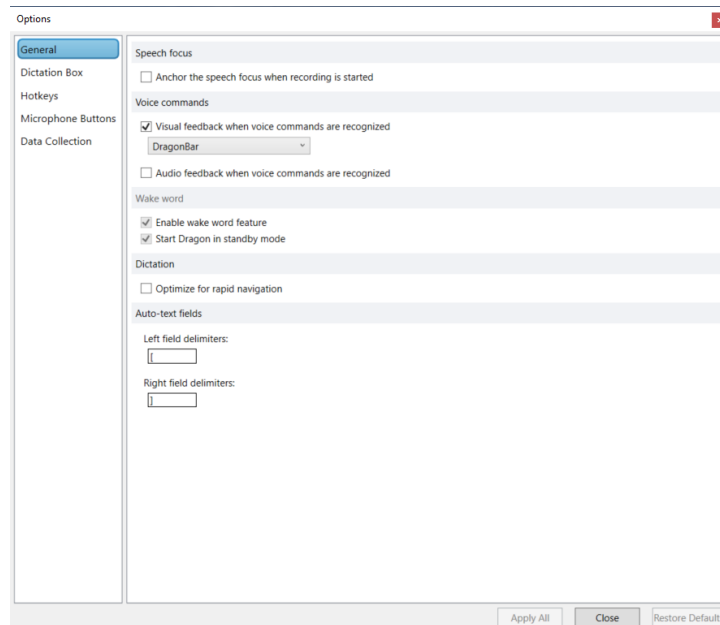 Options
General
Dictation Box
Hotkeys
Microphone Buttons
Data Collection
Speech focus
Anchor the speech focus when recording is started
Voice commands
Visual feedback when voice commands are recognized
DragonBar
Audio feedback when voice commands are recognized
Wake word
Enable wake word feature
Start Dragon in standby mode
Dictation
Optimize for rapid navigation
Auto-text fields
Left field delimiters:
[
Right field delimiters:
]
Apply All
Close
Restore Default